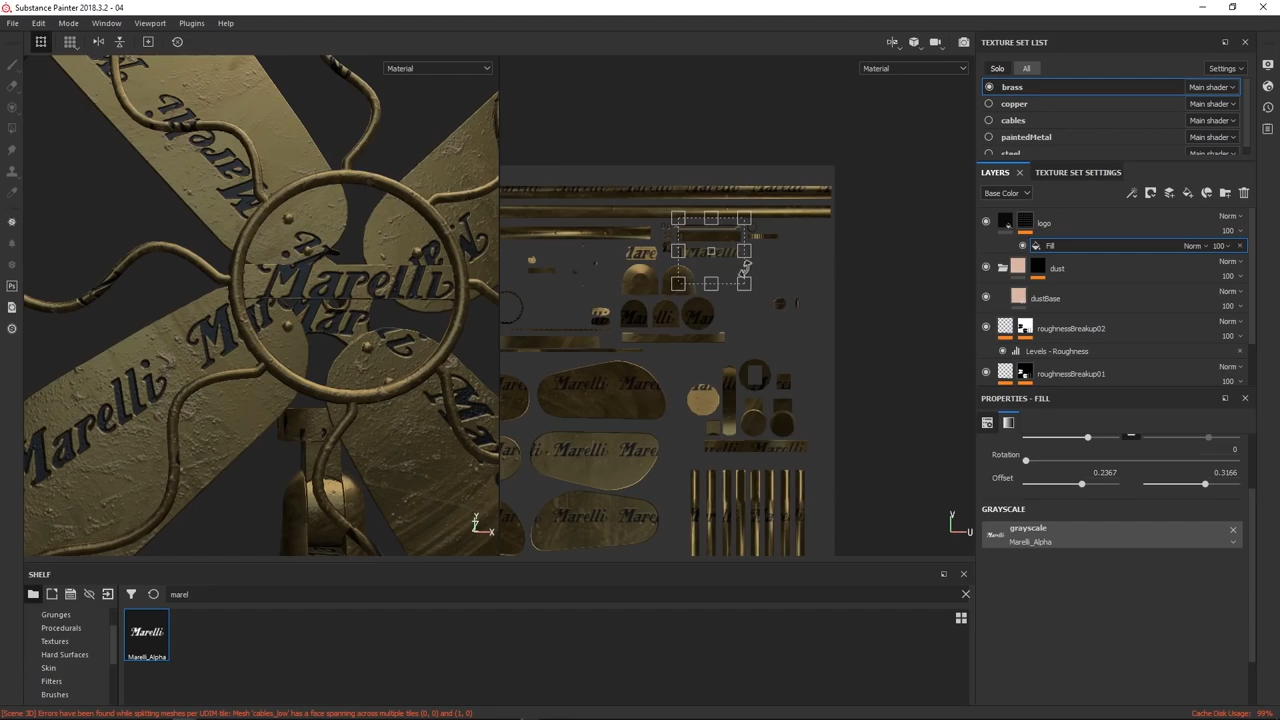 Substance Painter 2018.3.2 - 04
File Edit Mode Window Viewport Plugins Help
Material
Material
TEXTURE SET LIST
Solo All Settings
brass Main shader
copper Main shader
cables Main shader
paintedMetal Main shader
steel
LAYERS TEXTURE SET SETTINGS
Base Color
logo Norm 100
Fill Norm 100
dust Norm 100
dustBase Norm 100
roughnessBreakup02 Norm 100
Levels - Roughness
roughnessBreakup01 Norm 100
PROPERTIES - FILL
Rotation 0
Offset 0.2367 0.3166
GRAYSCALE
grayscale
Marelli_Alpha
Marelli
Marelli
Marelli
Marelli
Marelli
Marelli
Marelli
Y
Z X
V
U
SHELF
marel
Grunges
Procedurals
Textures
Hard Surfaces
Skin
Filters
Brushes
Marelli
Marelli_Alpha
[Scene 3D] Errors have been found while splitting meshes per UDIM tile: Mesh 'cables_low' has a face spanning across multiple tiles (0, 0) and (1, 0)
Cache Disk Usage: 99%